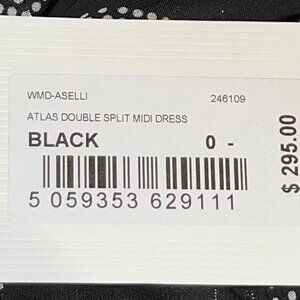 WMD-ASELLI 246109
ATLAS DOUBLE SPLIT MIDI DRESS
BLACK 0 -
5 059353 629111
$ 295.00